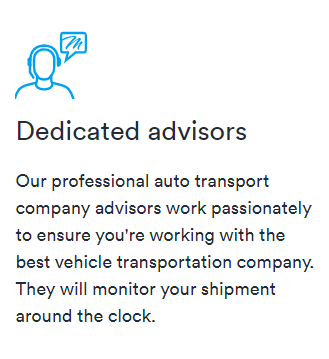 Dedicated advisors
Our professional auto transport
company advisors work passionately
to ensure you're working with the
best vehicle transportation company.
They will monitor your shipment
around the clock.